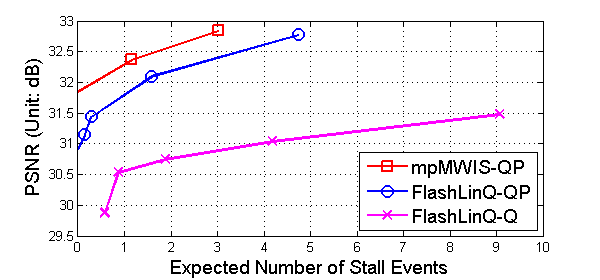 33
32.5
32
31.5
31
30.5
30
29.5
0 1 2 3 4 5 6 7 8 9 10
PSNR (Unit: dB)
Expected Number of Stall Events
mpMWIS-QP
FlashLinQ-QP
FlashLinQ-Q